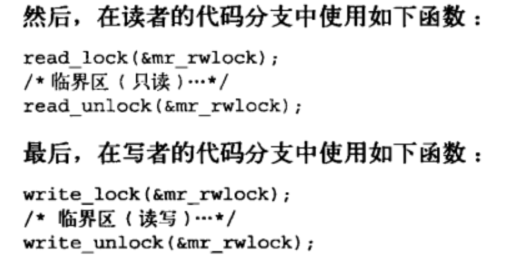 然后，在读者的代码分支中使用如下函数：
read_lock(&mr_rwlock);
/*临界区（只读）…*/
read_unlock(&mr_rwlock);
最后，在写者的代码分支中使用如下函数：
write_lock(&mr_rwlock);
/* 临界区（读写）…*/
write_unlock(&mr_rwlock);